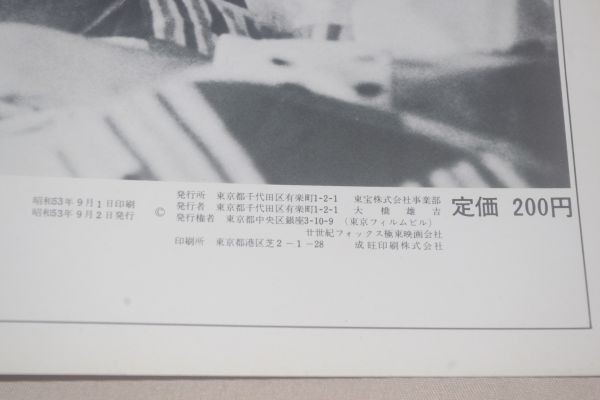 昭和53年9月1日印刷
昭和53年9月2日発行
©
発行所 東京都千代田区有楽町1-2-1 東宝株式会社事業部
発行者 東京都千代田区有楽町1-2-1 大橋雄吉
発行権者 東京都中央区銀座3-10-9 (東京フィルムビル)
廿世紀フォックス極東映画会社
印刷所 東京都港区芝2-1-28 成旺印刷株式会社
定価 200円